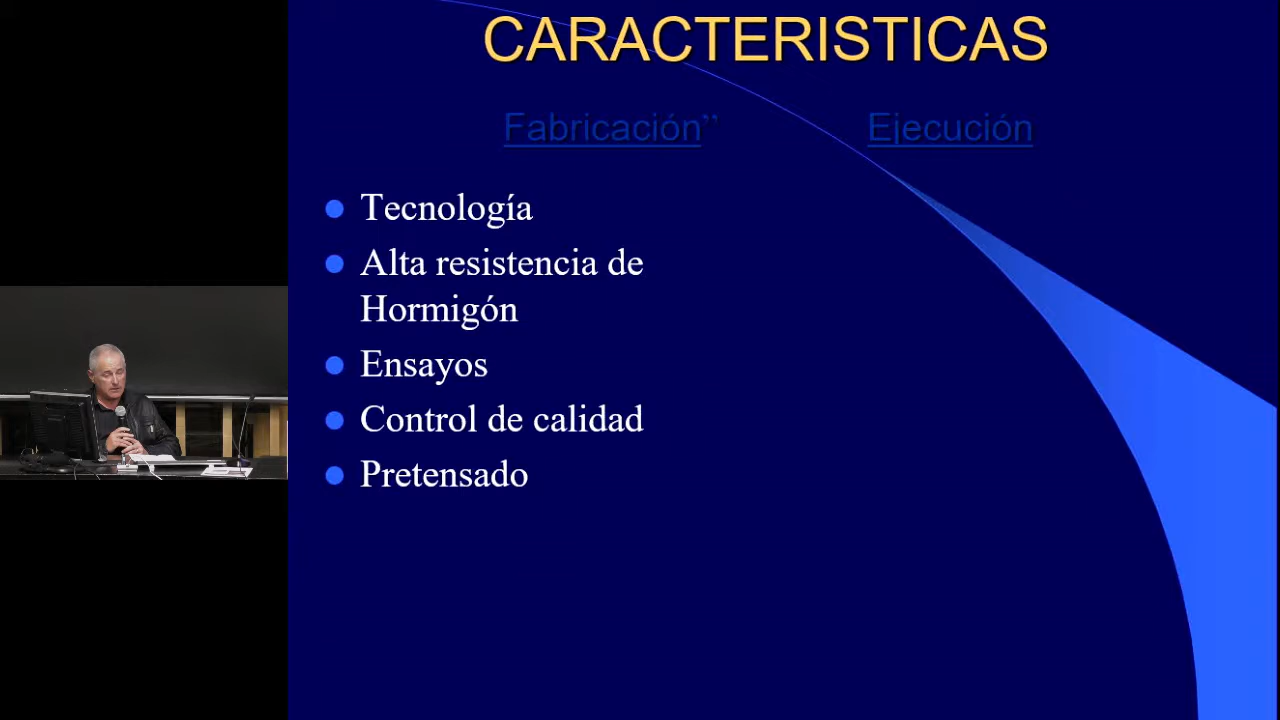 CARACTERISTICAS
Fabricación” Ejecución
Tecnología
Alta resistencia de
Hormigón
Ensayos
Control de calidad
Pretensado